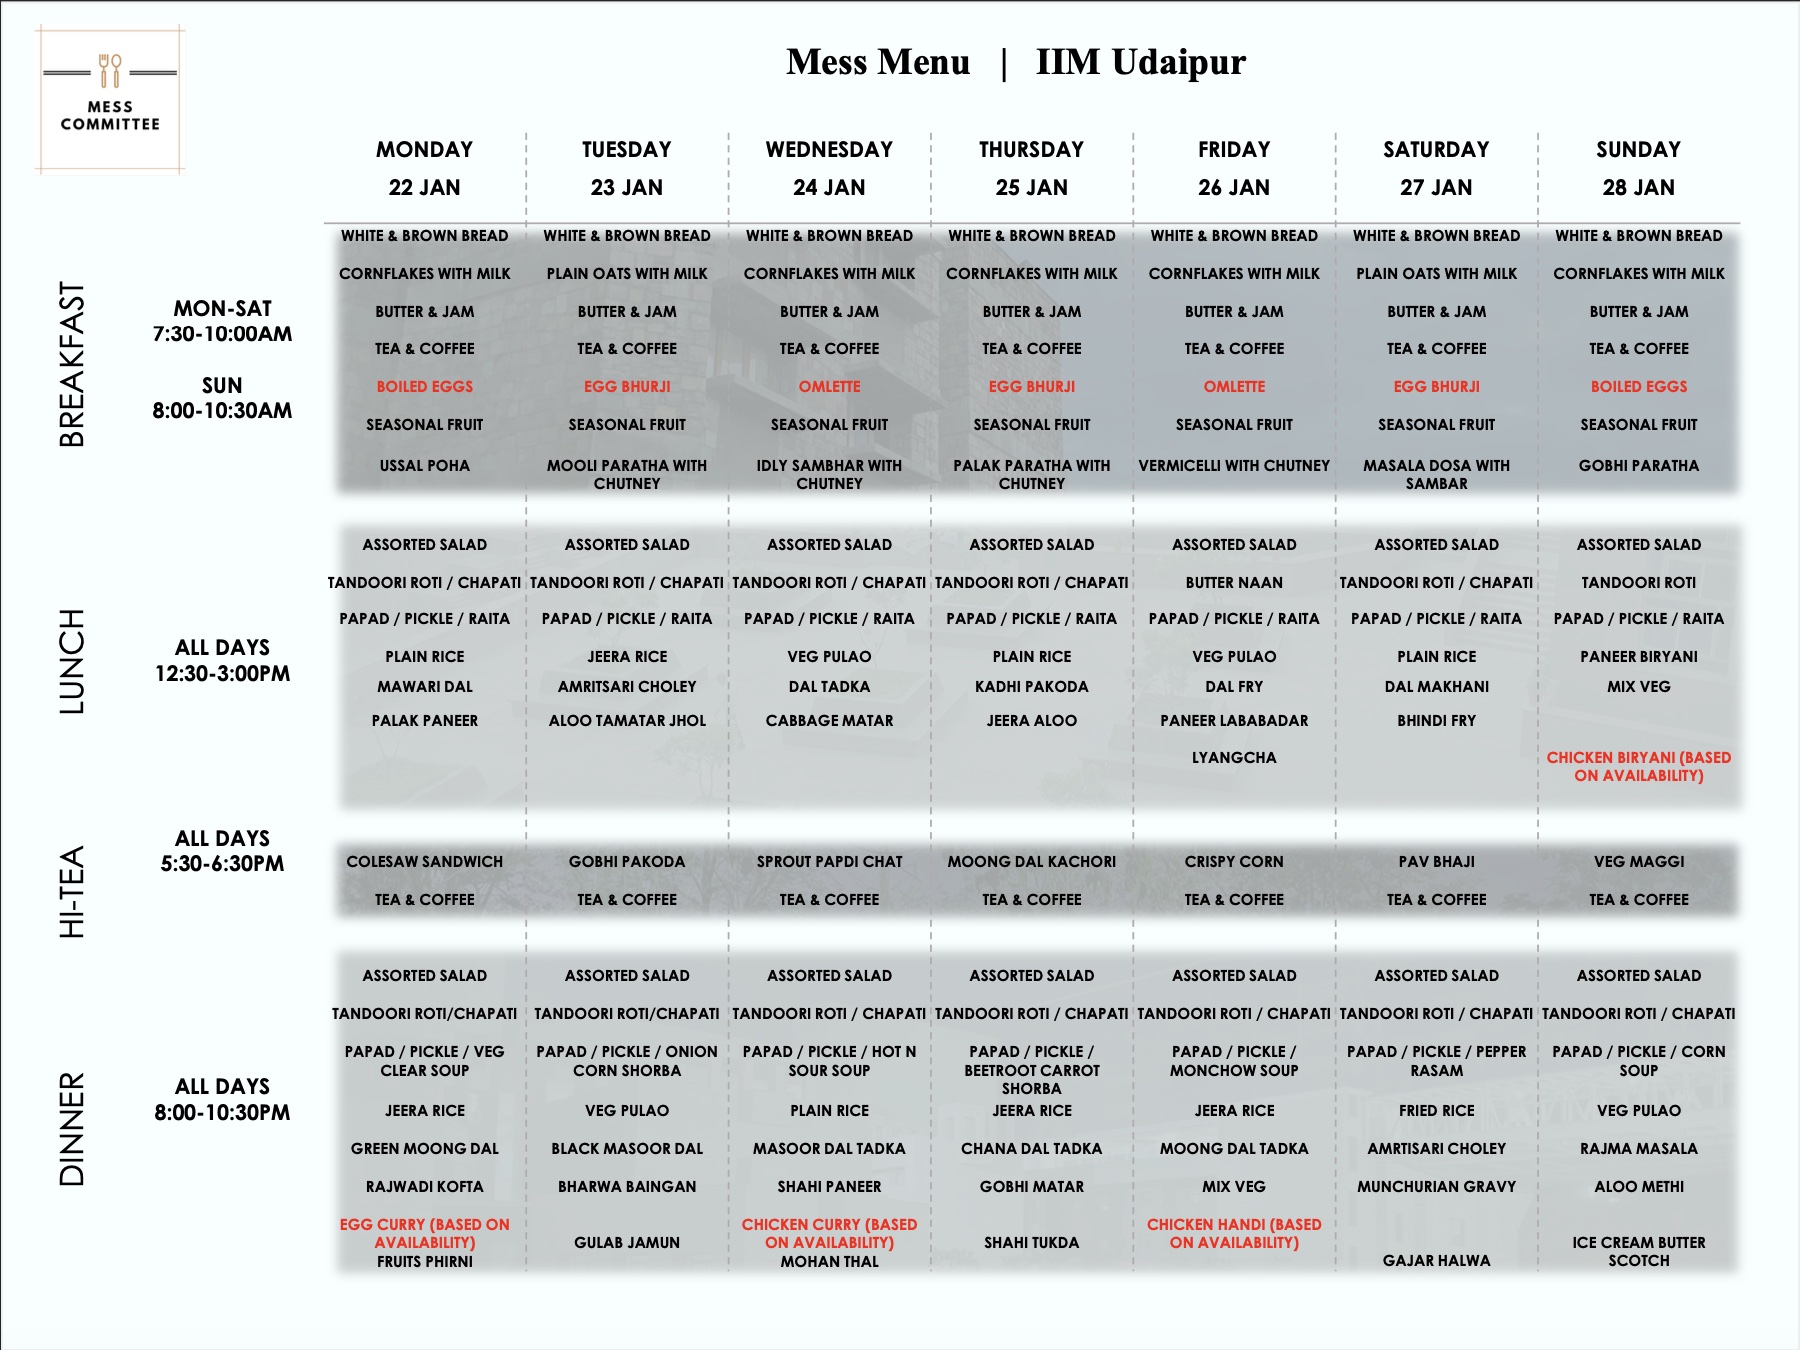 MESS
COMMITTEE
Mess Menu | IIM Udaipur
MONDAY TUESDAY WEDNESDAY THURSDAY FRIDAY SATURDAY SUNDAY
22 JAN 23 JAN 24 JAN 25 JAN 26 JAN 27 JAN 28 JAN
BREAKFAST
MON-SAT
7:30-10:00AM
SUN
8:00-10:30AM
WHITE & BROWN BREAD WHITE & BROWN BREAD WHITE & BROWN BREAD WHITE & BROWN BREAD WHITE & BROWN BREAD WHITE & BROWN BREAD WHITE & BROWN BREAD
CORNFLAKES WITH MILK PLAIN OATS WITH MILK CORNFLAKES WITH MILK CORNFLAKES WITH MILK CORNFLAKES WITH MILK PLAIN OATS WITH MILK CORNFLAKES WITH MILK
BUTTER & JAM BUTTER & JAM BUTTER & JAM BUTTER & JAM BUTTER & JAM BUTTER & JAM BUTTER & JAM
TEA & COFFEE TEA & COFFEE TEA & COFFEE TEA & COFFEE TEA & COFFEE TEA & COFFEE TEA & COFFEE
BOILED EGGS EGG BHURJI OMLETTE EGG BHURJI OMLETTE EGG BHURJI BOILED EGGS
SEASONAL FRUIT SEASONAL FRUIT SEASONAL FRUIT SEASONAL FRUIT SEASONAL FRUIT SEASONAL FRUIT SEASONAL FRUIT
USSAL POHA MOOLI PARATHA WITH IDLY SAMBHAR WITH PALAK PARATHA WITH VERMICELLI WITH CHUTNEY MASALA DOSA WITH GOBHI PARATHA
CHUTNEY CHUTNEY CHUTNEY SAMBAR
LUNCH
ALL DAYS
12:30-3:00PM
ASSORTED SALAD ASSORTED SALAD ASSORTED SALAD ASSORTED SALAD ASSORTED SALAD ASSORTED SALAD ASSORTED SALAD
TANDOORI ROTI / CHAPATI TANDOORI ROTI / CHAPATI TANDOORI ROTI / CHAPATI TANDOORI ROTI / CHAPATI BUTTER NAAN TANDOORI ROTI / CHAPATI TANDOORI ROTI
PAPAD / PICKLE / RAITA PAPAD / PICKLE / RAITA PAPAD / PICKLE / RAITA PAPAD / PICKLE / RAITA PAPAD / PICKLE / RAITA PAPAD / PICKLE / RAITA PAPAD / PICKLE / RAITA
PLAIN RICE JEERA RICE VEG PULAO PLAIN RICE VEG PULAO PLAIN RICE PANEER BIRYANI
MAWARI DAL AMRITSARI CHOLEY DAL TADKA KADHI PAKODA DAL FRY DAL MAKHANI MIX VEG
PALAK PANEER ALOO TAMATAR JHOL CABBAGE MATAR JEERA ALOO PANEER LABABADAR BHINDI FRY
LYANGCHA CHICKEN BIRYANI (BASED
ON AVAILABILITY)
HI-TEA
ALL DAYS
5:30-6:30PM
COLESAW SANDWICH GOBHI PAKODA SPROUT PAPDI CHAT MOONG DAL KACHORI CRISPY CORN PAV BHAJI VEG MAGGI
TEA & COFFEE TEA & COFFEE TEA & COFFEE TEA & COFFEE TEA & COFFEE TEA & COFFEE TEA & COFFEE
DINNER
ALL DAYS
8:00-10:30PM
ASSORTED SALAD ASSORTED SALAD ASSORTED SALAD ASSORTED SALAD ASSORTED SALAD ASSORTED SALAD ASSORTED SALAD
TANDOORI ROTI/CHAPATI TANDOORI ROTI/CHAPATI TANDOORI ROTI / CHAPATI TANDOORI ROTI / CHAPATI TANDOORI ROTI / CHAPATI TANDOORI ROTI / CHAPATI TANDOORI ROTI / CHAPATI
PAPAD / PICKLE / VEG PAPAD / PICKLE / ONION PAPAD / PICKLE / HOT N PAPAD / PICKLE / PAPAD / PICKLE / PAPAD / PICKLE / PEPPER PAPAD / PICKLE / CORN
CLEAR SOUP CORN SHORBA SOUR SOUP BEETROOT CARROT MONCHOW SOUP RASAM SOUP
SHORBA
JEERA RICE VEG PULAO PLAIN RICE JEERA RICE JEERA RICE FRIED RICE VEG PULAO
GREEN MOONG DAL BLACK MASOOR DAL MASOOR DAL TADKA CHANA DAL TADKA MOONG DAL TADKA AMRTISARI CHOLEY RAJMA MASALA
RAJWADI KOFTA BHARWA BAINGAN SHAHI PANEER GOBHI MATAR MIX VEG MUNCHURIAN GRAVY ALOO METHI
EGG CURRY (BASED ON CHICKEN CURRY (BASED CHICKEN HANDI (BASED
AVAILABILITY) GULAB JAMUN ON AVAILABILITY) SHAHI TUKDA ON AVAILABILITY) ICE CREAM BUTTER
FRUITS PHIRNI MOHAN THAL GAJAR HALWA SCOTCH